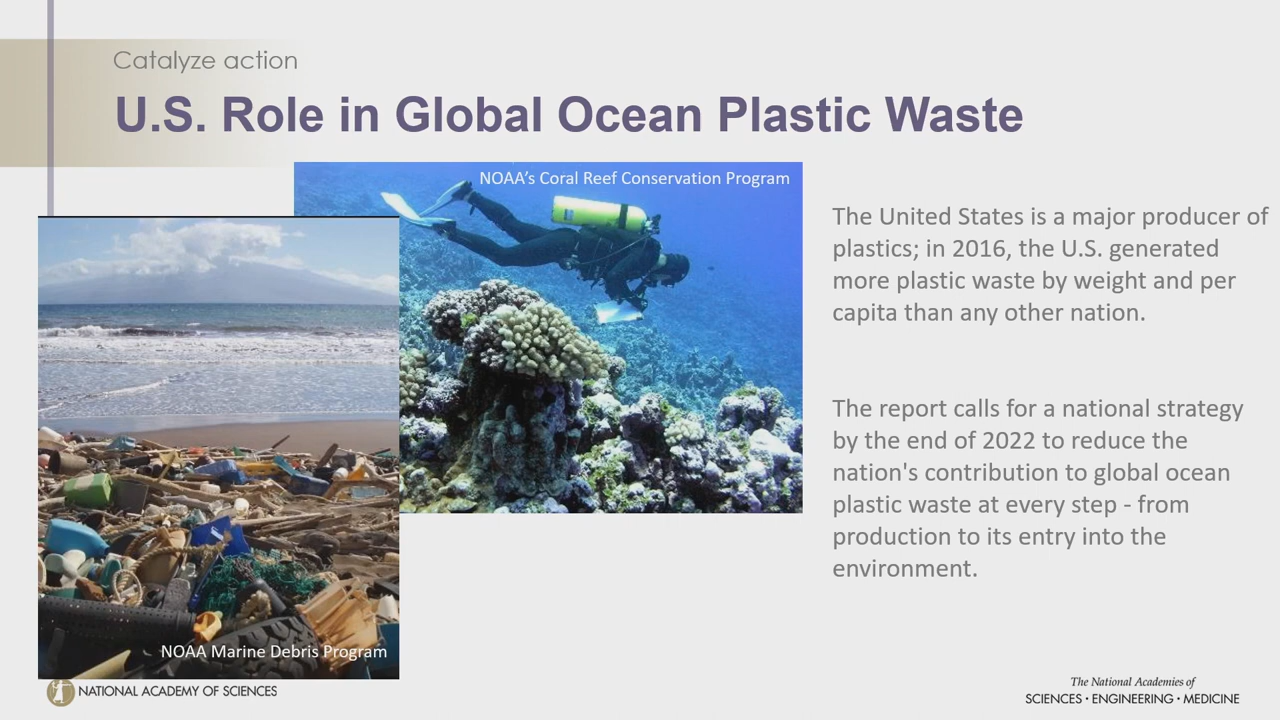 Catalyze action
U.S. Role in Global Ocean Plastic Waste
NOAA's Coral Reef Conservation Program
NOAA Marine Debris Program
The United States is a major producer of
plastics; in 2016, the U.S. generated
more plastic waste by weight and per
capita than any other nation.
The report calls for a national strategy
by the end of 2022 to reduce the
nation's contribution to global ocean
plastic waste at every step - from
production to its entry into the
environment.
NATIONAL ACADEMY OF SCIENCES
The National Academies of
SCIENCES · ENGINEERING · MEDICINE